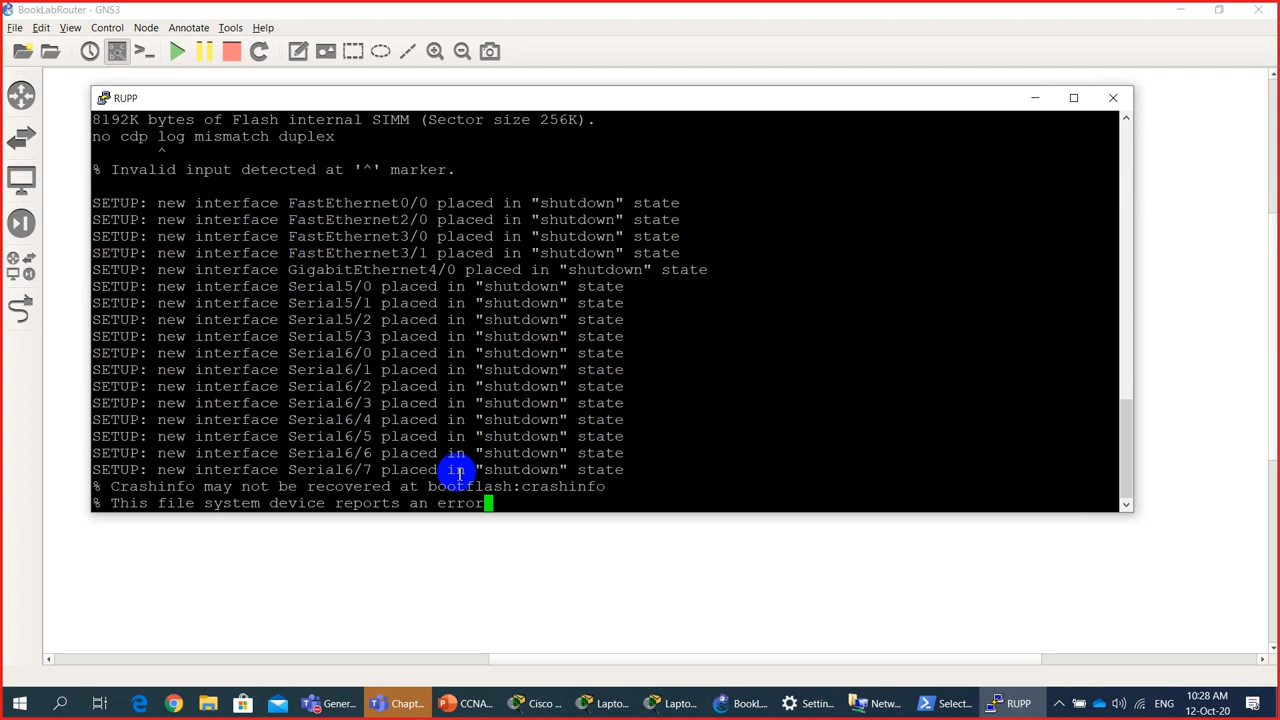 BookLabRouter - GNS3
File Edit View Control Node Annotate Tools Help
RUPP
8192K bytes of Flash internal SIMM (Sector size 256K).
no cdp log mismatch duplex
^
% Invalid input detected at '^' marker.
SETUP: new interface FastEthernet0/0 placed in "shutdown" state
SETUP: new interface FastEthernet2/0 placed in "shutdown" state
SETUP: new interface FastEthernet3/0 placed in "shutdown" state
SETUP: new interface FastEthernet3/1 placed in "shutdown" state
SETUP: new interface GigabitEthernet4/0 placed in "shutdown" state
SETUP: new interface Serial5/0 placed in "shutdown" state
SETUP: new interface Serial5/1 placed in "shutdown" state
SETUP: new interface Serial5/2 placed in "shutdown" state
SETUP: new interface Serial5/3 placed in "shutdown" state
SETUP: new interface Serial6/0 placed in "shutdown" state
SETUP: new interface Serial6/1 placed in "shutdown" state
SETUP: new interface Serial6/2 placed in "shutdown" state
SETUP: new interface Serial6/3 placed in "shutdown" state
SETUP: new interface Serial6/4 placed in "shutdown" state
SETUP: new interface Serial6/5 placed in "shutdown" state
SETUP: new interface Serial6/6 placed in "shutdown" state
SETUP: new interface Serial6/7 placed in "shutdown" state
% Crashinfo may not be recovered at bootflash:crashinfo
% This file system device reports an error
Gener... Chapt... CCNA... Cisco ... Lapto... Lapto... BookL... Settin... Netw... Select... RUPP ENG
10:28 AM
12-Oct-20